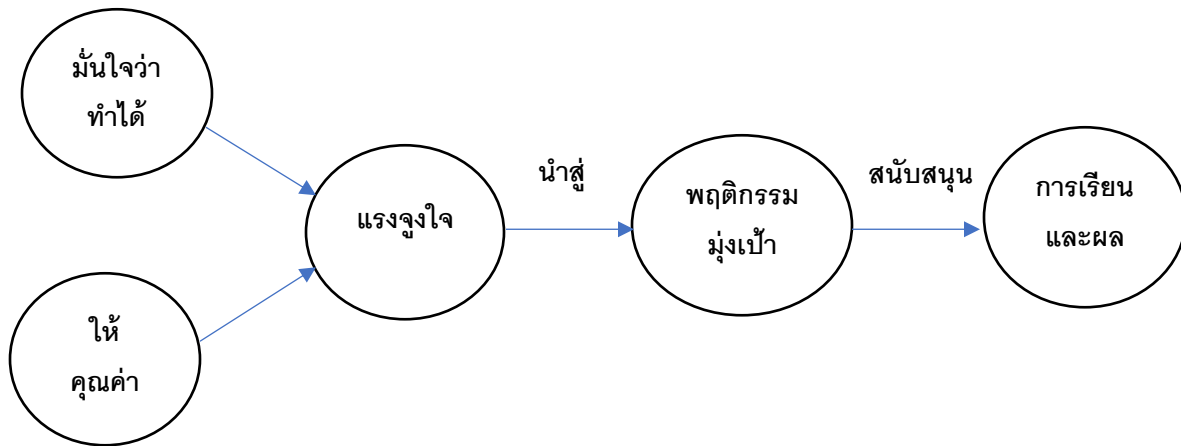 มั่นใจว่า
ทำได้
ให้
คุณค่า
แรงจูงใจ
นำสู่
พฤติกรรม
มุ่งเป้า
สนับสนุน
การเรียน
และผล